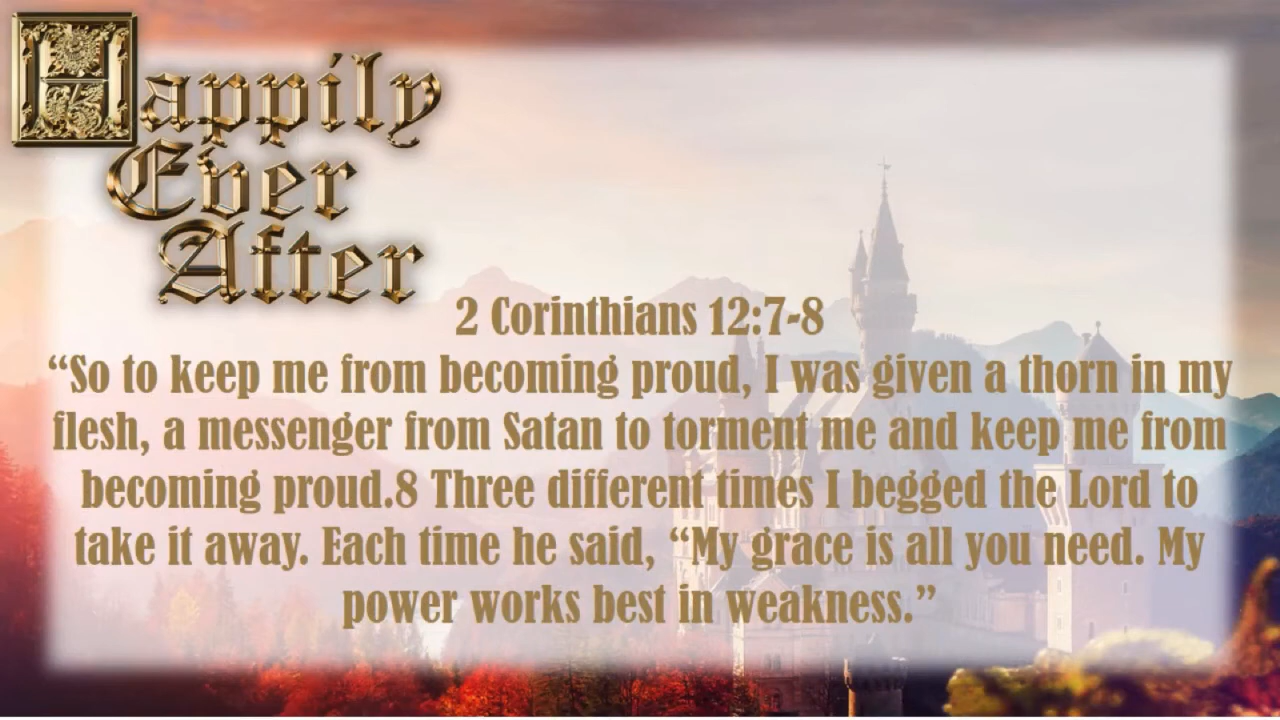 Happily
Ever
After
2 Corinthians 12:7-8
“So to keep me from becoming proud, I was given a thorn in my
flesh, a messenger from Satan to torment me and keep me from
becoming proud.8 Three different times I begged the Lord to
take it away. Each time he said, “My grace is all you need. My
power works best in weakness.”